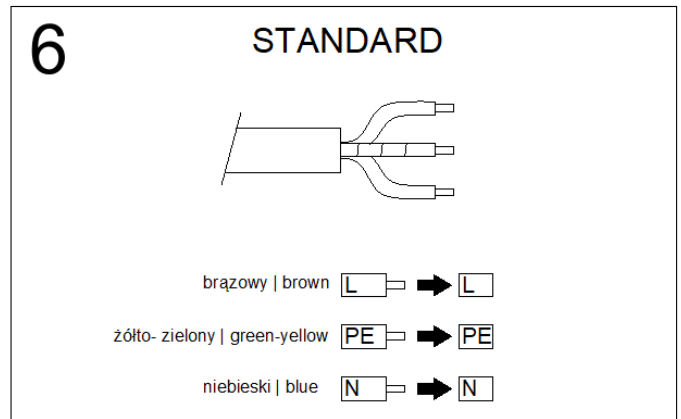 6
STANDARD
brązowy | brown L L
żółto- zielony | green-yellow PE PE
niebieski | blue N N